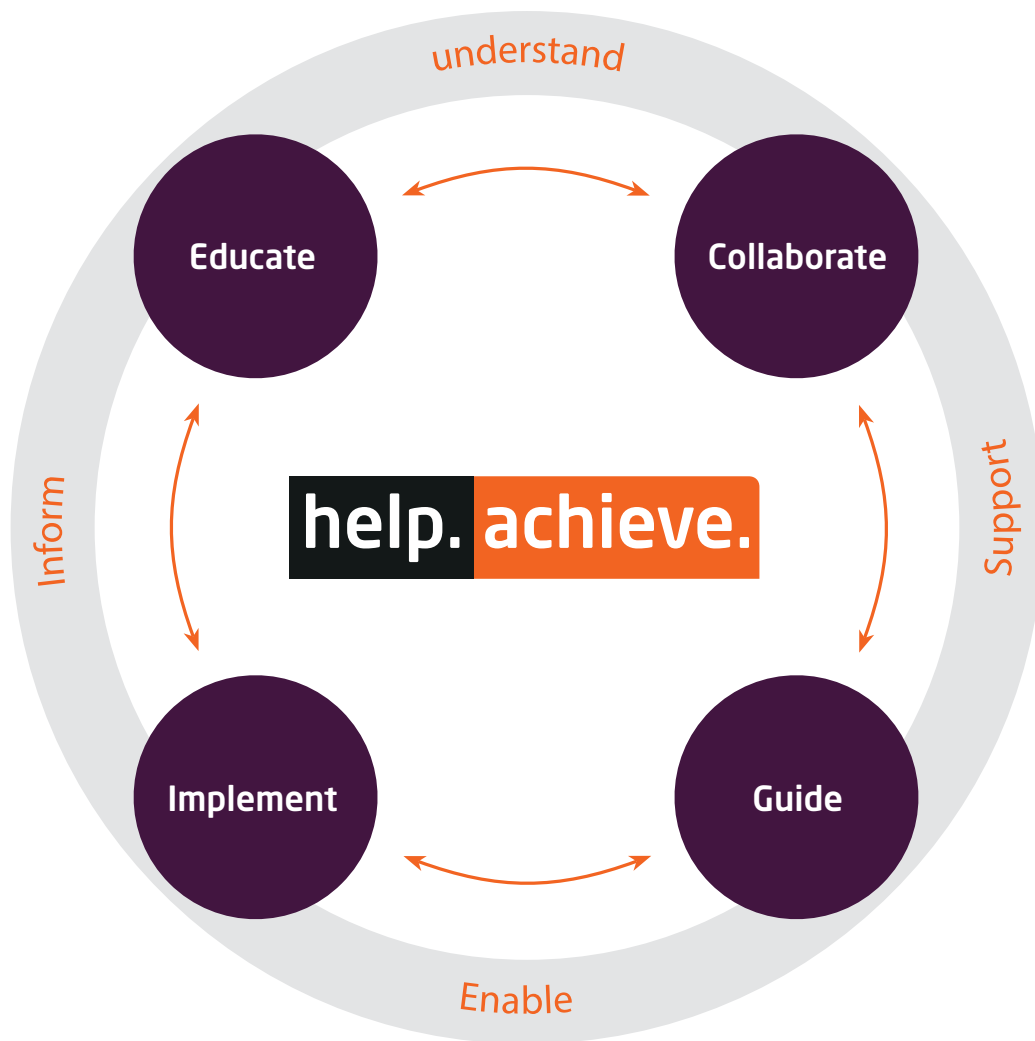 understand
Educate
Collaborate
Inform
help. achieve.
Support
Implement
Guide
Enable